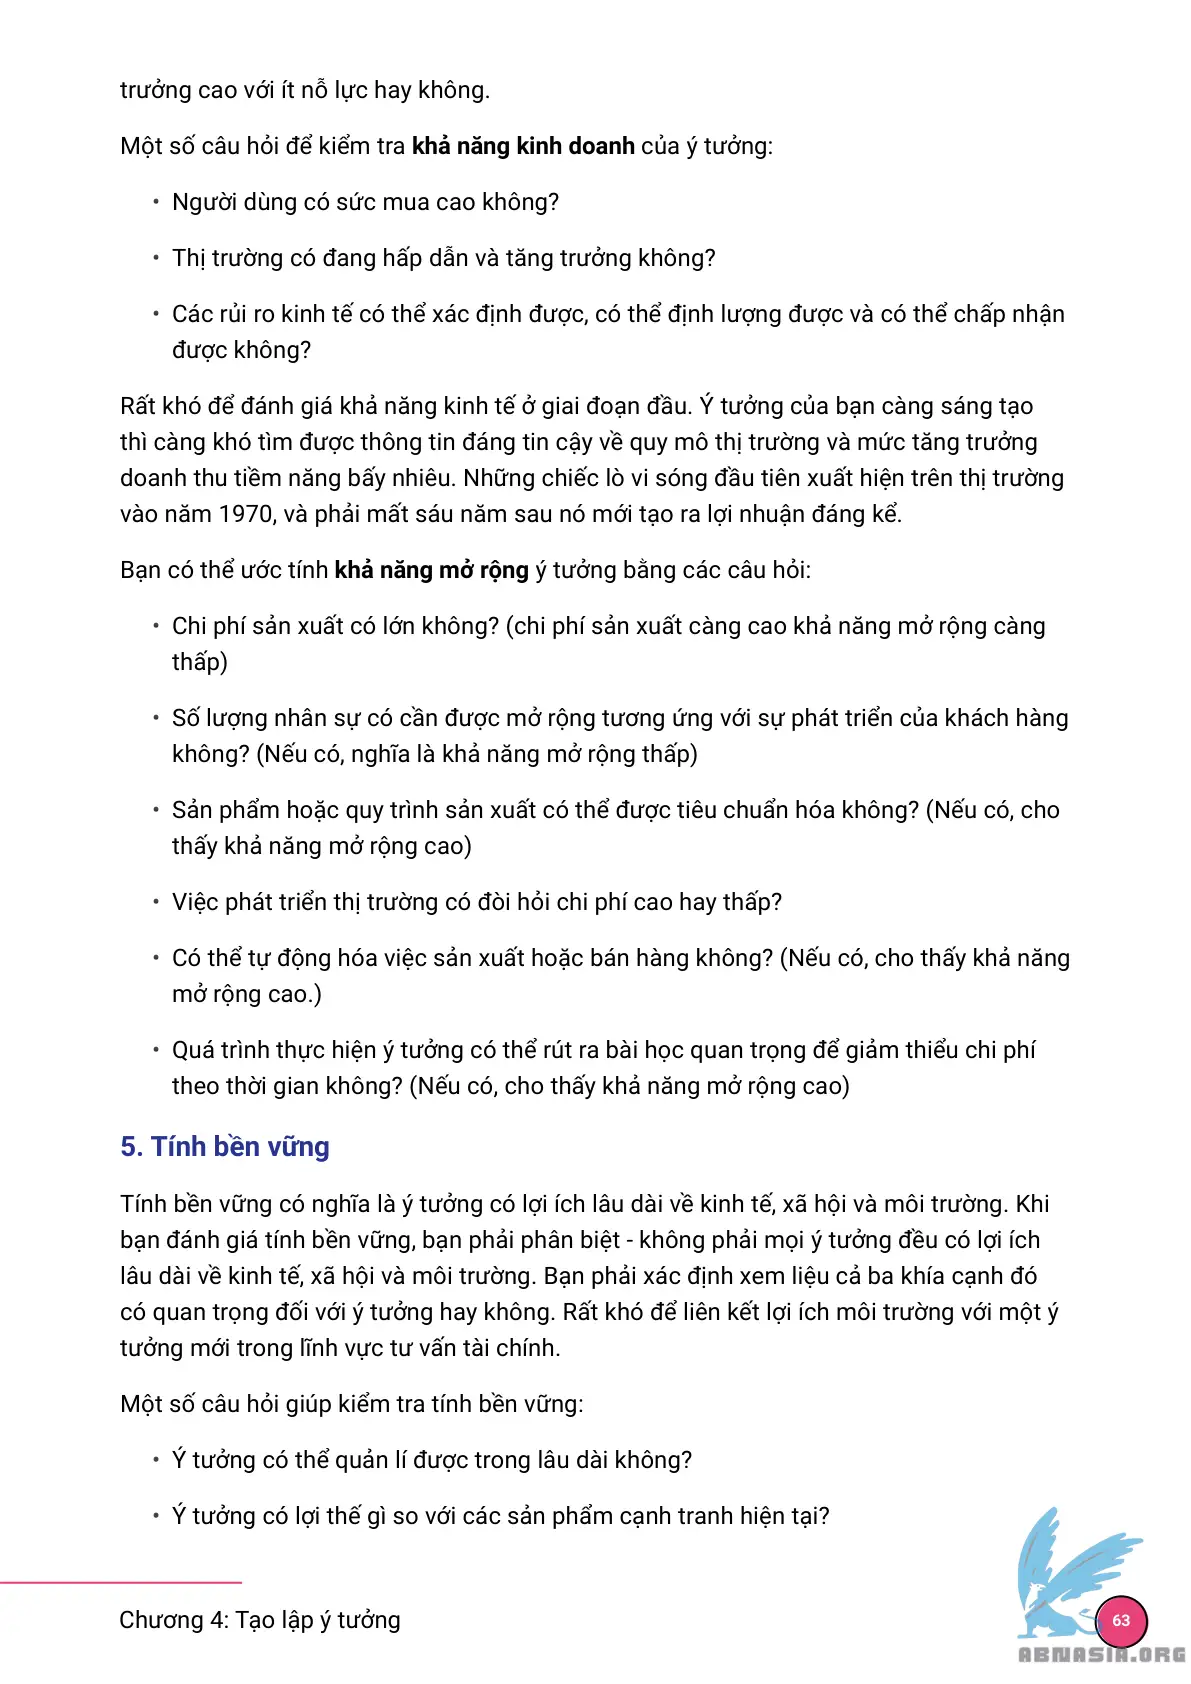 trưởng cao với ít nỗ lực hay không.
Một số câu hỏi để kiểm tra khả năng kinh doanh của ý tưởng:
• Người dùng có sức mua cao không?
• Thị trường có đang hấp dẫn và tăng trưởng không?
• Các rủi ro kinh tế có thể xác định được, có thể định lượng được và có thể chấp nhận
được không?
Rất khó để đánh giá khả năng kinh tế ở giai đoạn đầu. Ý tưởng của bạn càng sáng tạo
thì càng khó tìm được thông tin đáng tin cậy về quy mô thị trường và mức tăng trưởng
doanh thu tiềm năng bấy nhiêu. Những chiếc lò vi sóng đầu tiên xuất hiện trên thị trường
vào năm 1970, và phải mất sáu năm sau nó mới tạo ra lợi nhuận đáng kể.
Bạn có thể ước tính khả năng mở rộng ý tưởng bằng các câu hỏi:
• Chi phí sản xuất có lớn không? (chi phí sản xuất càng cao khả năng mở rộng càng
thấp)
• Số lượng nhân sự có cần được mở rộng tương ứng với sự phát triển của khách hàng
không? (Nếu có, nghĩa là khả năng mở rộng thấp)
• Sản phẩm hoặc quy trình sản xuất có thể được tiêu chuẩn hóa không? (Nếu có, cho
thấy khả năng mở rộng cao)
• Việc phát triển thị trường có đòi hỏi chi phí cao hay thấp?
• Có thể tự động hóa việc sản xuất hoặc bán hàng không? (Nếu có, cho thấy khả năng
mở rộng cao.)
• Quá trình thực hiện ý tưởng có thể rút ra bài học quan trọng để giảm thiểu chi phí
theo thời gian không? (Nếu có, cho thấy khả năng mở rộng cao)
5. Tính bền vững
Tính bền vững có nghĩa là ý tưởng có lợi ích lâu dài về kinh tế, xã hội và môi trường. Khi
bạn đánh giá tính bền vững, bạn phải phân biệt - không phải mọi ý tưởng đều có lợi ích
lâu dài về kinh tế, xã hội và môi trường. Bạn phải xác định xem liệu cả ba khía cạnh đó
có quan trọng đối với ý tưởng hay không. Rất khó để liên kết lợi ích môi trường với một ý
tưởng mới trong lĩnh vực tư vấn tài chính.
Một số câu hỏi giúp kiểm tra tính bền vững:
• Ý tưởng có thể quản lí được trong lâu dài không?
• Ý tưởng có lợi thế gì so với các sản phẩm cạnh tranh hiện tại?
Chương 4: Tạo lập ý tưởng
63
ABNASIA.ORG